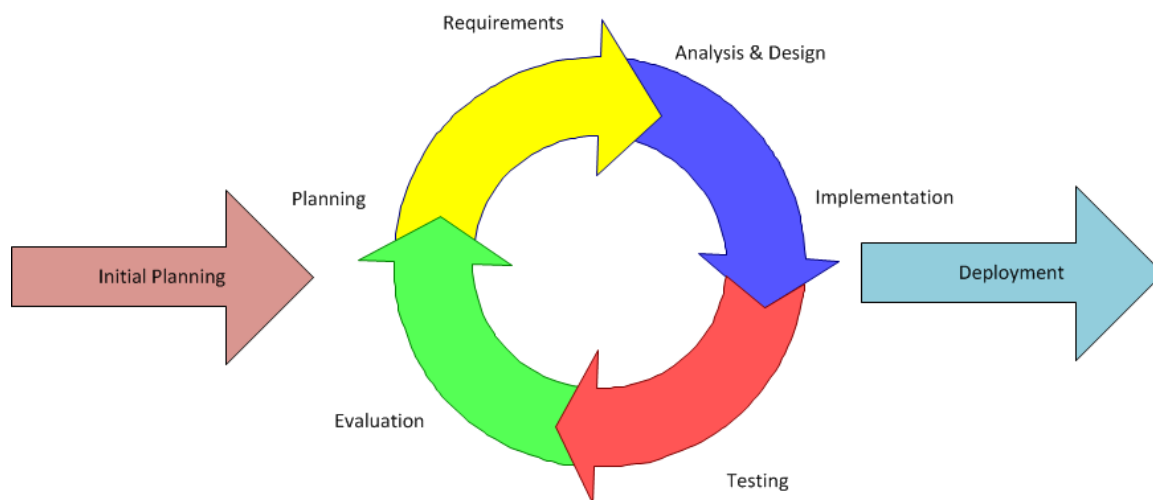 Requirements
Analysis & Design
Planning
Implementation
Initial Planning
Deployment
Evaluation
Testing